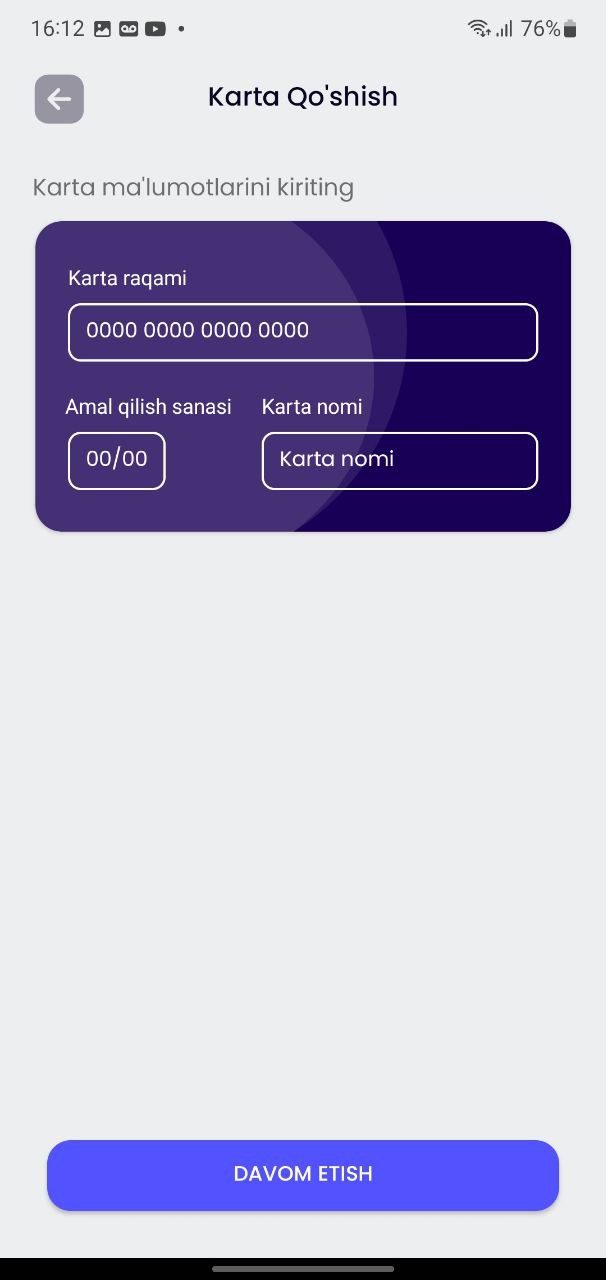 16:12 76%
Karta Qo'shish
Karta ma'lumotlarini kiriting
Karta raqami
0000 0000 0000 0000
Amal qilish sanasi Karta nomi
00/00 Karta nomi
DAVOM ETISH